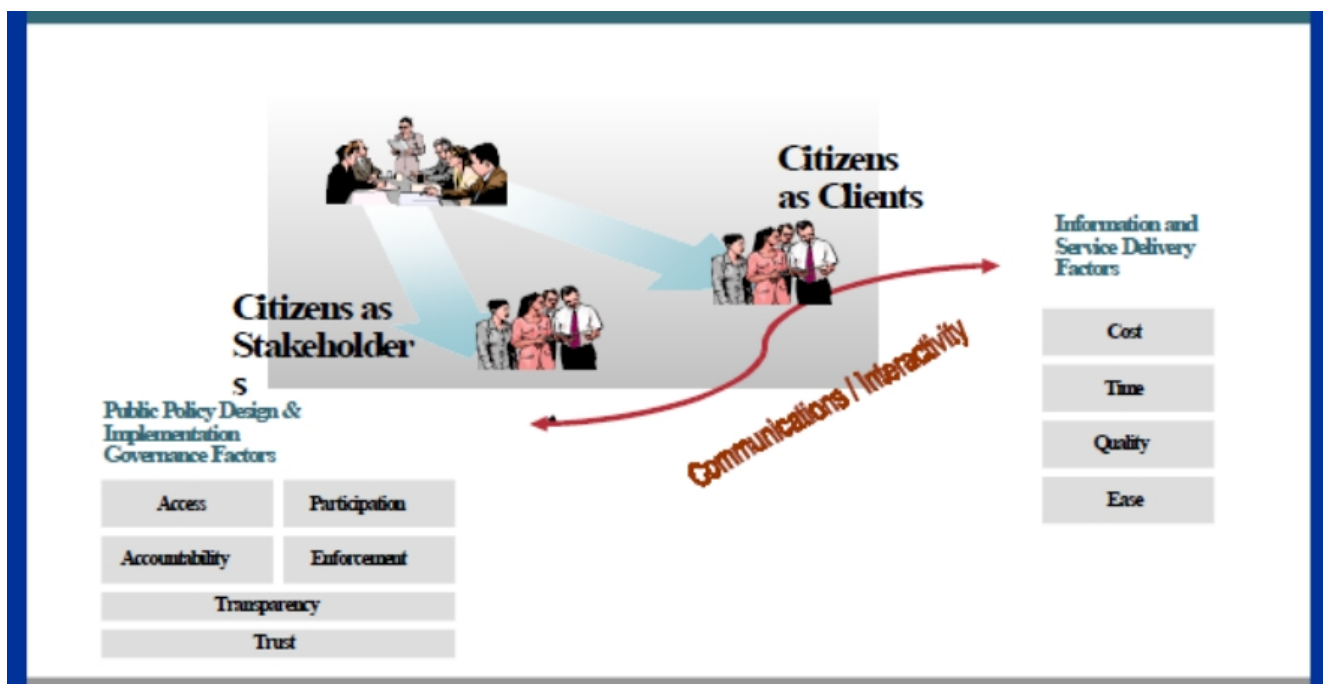 Citizens
as Clients
Information and
Service Delivery
Factors
Citizens as
Stakeholder
s
Cost
Time
Quality
Ease
Communications / Interactivity
Public Policy Design &
Implementation
Governance Factors
Access
Participation
Accountability
Enforcement
Transparency
Trust